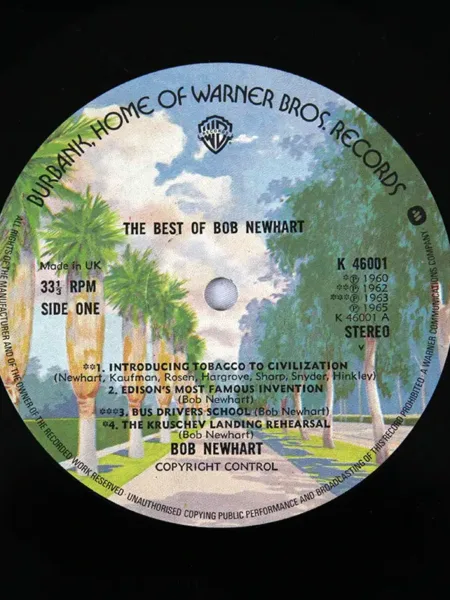 BURBANK, HOME OF WARNER BROS. RECORDS
THE BEST OF BOB NEWHART
Made in UK
33⅓ RPM
SIDE ONE
K 46001
*℗ 1960
**℗ 1962
***℗ 1963
℗ 1965
K 46001 A
STEREO
**1. INTRODUCING TOBACCO TO CIVILIZATION
(Newhart, Kaufman, Rosen, Hargrove, Sharp, Snyder, Hinkley)
2. EDISON'S MOST FAMOUS INVENTION
(Bob Newhart)
***3. BUS DRIVERS SCHOOL (Bob Newhart)
*4. THE KRUSCHEV LANDING REHEARSAL
(Bob Newhart)
BOB NEWHART
COPYRIGHT CONTROL
ALL RIGHTS OF THE MANUFACTURER AND OF THE OWNER OF THE RECORDED WORK RESERVED. UNAUTHORISED COPYING PUBLIC PERFORMANCE AND BROADCASTING OF THIS RECORD PROHIBITED. A WARNER COMMUNICATIONS COMPANY